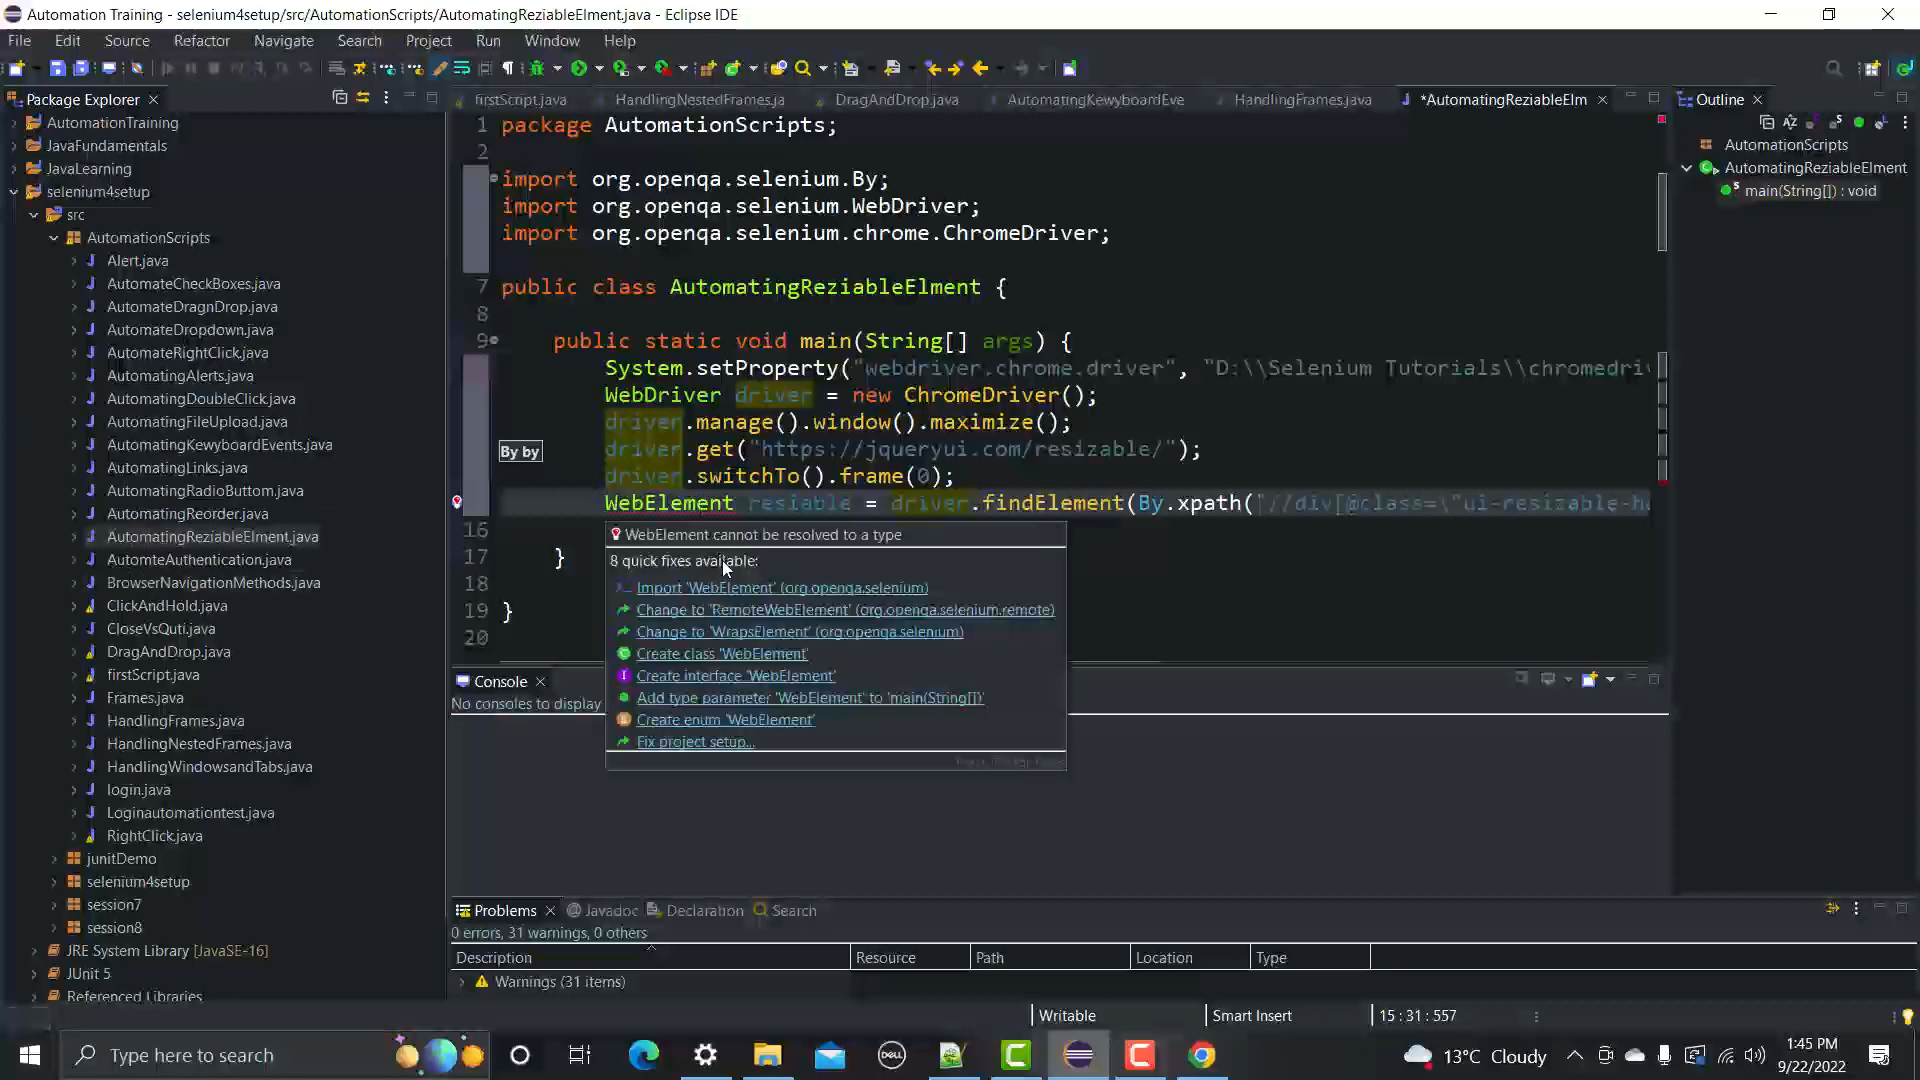 Automation Training - selenium4setup/src/AutomationScripts/AutomatingReziableElment.java - Eclipse IDE
File Edit Source Refactor Navigate Search Project Run Window Help
Package Explorer
firstScript.java HandlingNestedFrames.ja DragAndDrop.java AutomatingKewyboardEve HandlingFrames.java *AutomatingReziableElm
Outline
AutomationTraining
JavaFundamentals
JavaLearning
selenium4setup
src
AutomationScripts
Alert.java
AutomateCheckBoxes.java
AutomateDragnDrop.java
AutomateDropdown.java
AutomateRightClick.java
AutomatingAlerts.java
AutomatingDoubleClick.java
AutomatingFileUpload.java
AutomatingKewyboardEvents.java
AutomatingLinks.java
AutomatingRadioButtom.java
AutomatingReorder.java
AutomatingReziableElment.java
AutomteAuthentication.java
BrowserNavigationMethods.java
ClickAndHold.java
CloseVsQuti.java
DragAndDrop.java
firstScript.java
Frames.java
HandlingFrames.java
HandlingNestedFrames.java
HandlingWindowsandTabs.java
login.java
Loginautomationtest.java
RightClick.java
junitDemo
selenium4setup
session7
session8
JRE System Library [JavaSE-16]
JUnit 5
Referenced Libraries
1 package AutomationScripts;
2
import org.openqa.selenium.By;
import org.openqa.selenium.WebDriver;
import org.openqa.selenium.chrome.ChromeDriver;
7 public class AutomatingReziableElment {
8
9 public static void main(String[] args) {
System.setProperty("webdriver.chrome.driver", "D:\\Selenium Tutorials\\chromedriv
WebDriver driver = new ChromeDriver();
driver.manage().window().maximize();
By by
driver.get("https://jqueryui.com/resizable/");
driver.switchTo().frame(0);
WebElement resiable = driver.findElement(By.xpath("//div[@class=\"ui-resizable-h
16
17 }
18
19 }
20
WebElement cannot be resolved to a type
8 quick fixes available:
Import 'WebElement' (org.openqa.selenium)
Change to 'RemoteWebElement' (org.openqa.selenium.remote)
Change to 'WrapsElement' (org.openqa.selenium)
Create class 'WebElement'
Create interface 'WebElement'
Add type parameter 'WebElement' to 'main(String[])'
Create enum 'WebElement'
Fix project setup...
AutomationScripts
AutomatingReziableElment
main(String[]) : void
Console
No consoles to display
Problems Javadoc Declaration Search
0 errors, 31 warnings, 0 others
Description Resource Path Location Type
Warnings (31 items)
Writable Smart Insert 15 : 31 : 557
Type here to search
DELL
13°C Cloudy
1:45 PM
9/22/2022